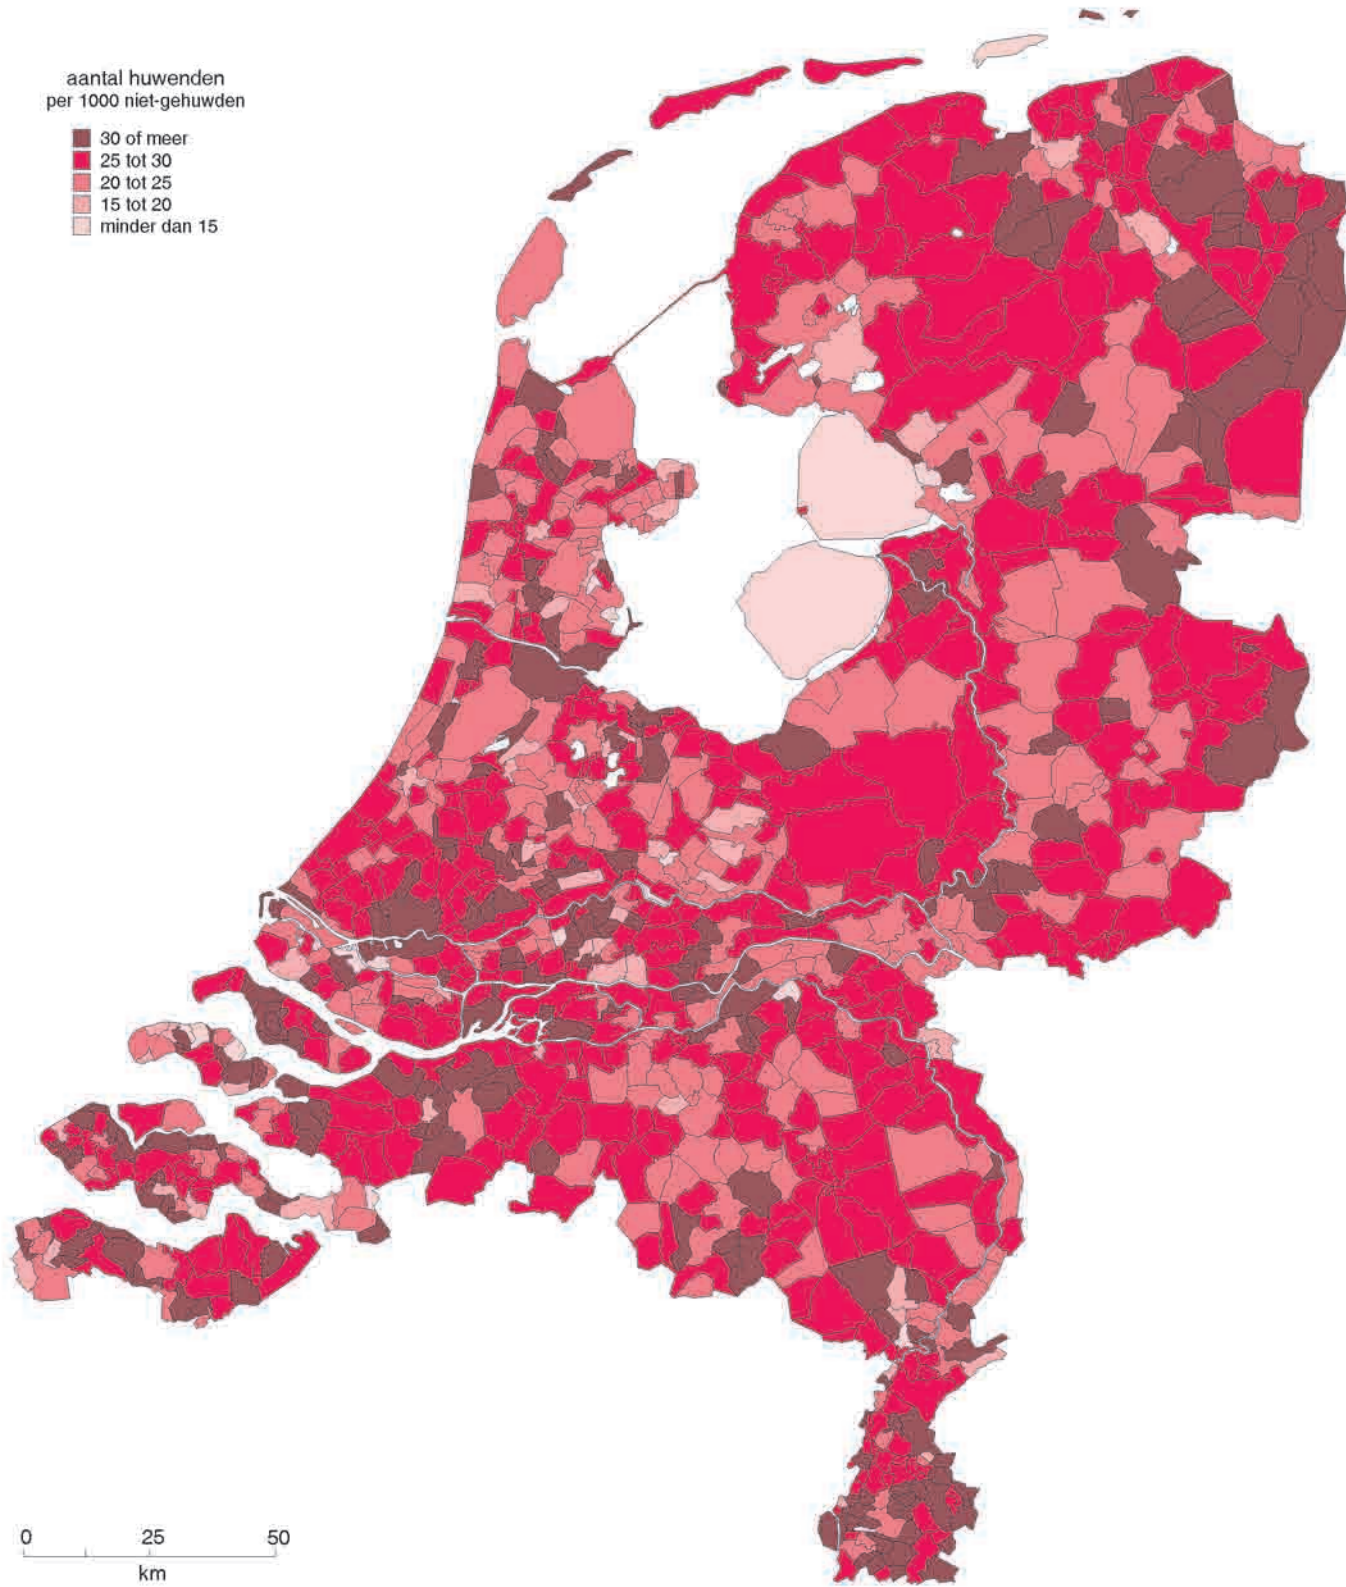 aantal huwenden
per 1000 niet-gehuwden
30 of meer
25 tot 30
20 tot 25
15 tot 20
minder dan 15
0 25 50
km